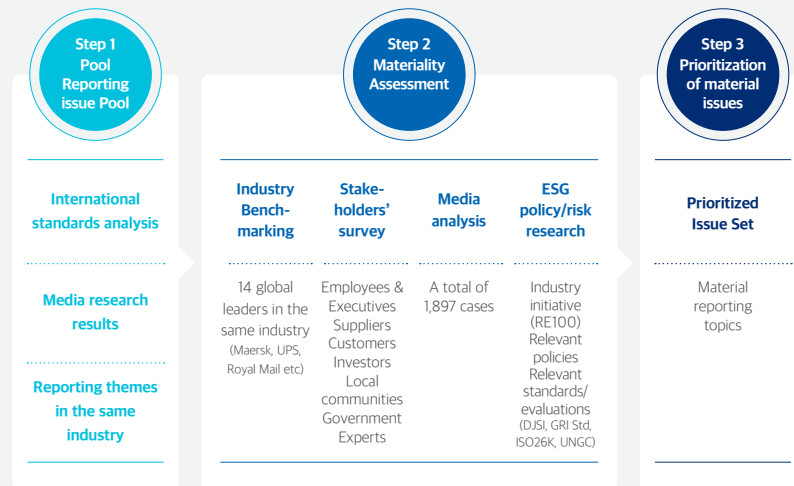 Step 1
Pool
Reporting
issue Pool
International
standards analysis
Media research
results
Reporting themes
in the same
industry
Step 2
Materiality
Assessment
Industry
Bench-
marking
14 global
leaders in the
same industry
(Maersk, UPS,
Royal Mail etc)
Stake-
holders’
survey
Employees &
Executives
Suppliers
Customers
Investors
Local
communities
Government
Experts
Media
analysis
A total of
1,897 cases
ESG
policy/risk
research
Industry
initiative
(RE100)
Relevant
policies
Relevant
standards/
evaluations
(DJSI, GRI Std,
ISO26K, UNGC)
Step 3
Prioritization
of material
issues
Prioritized
Issue Set
Material
reporting
topics